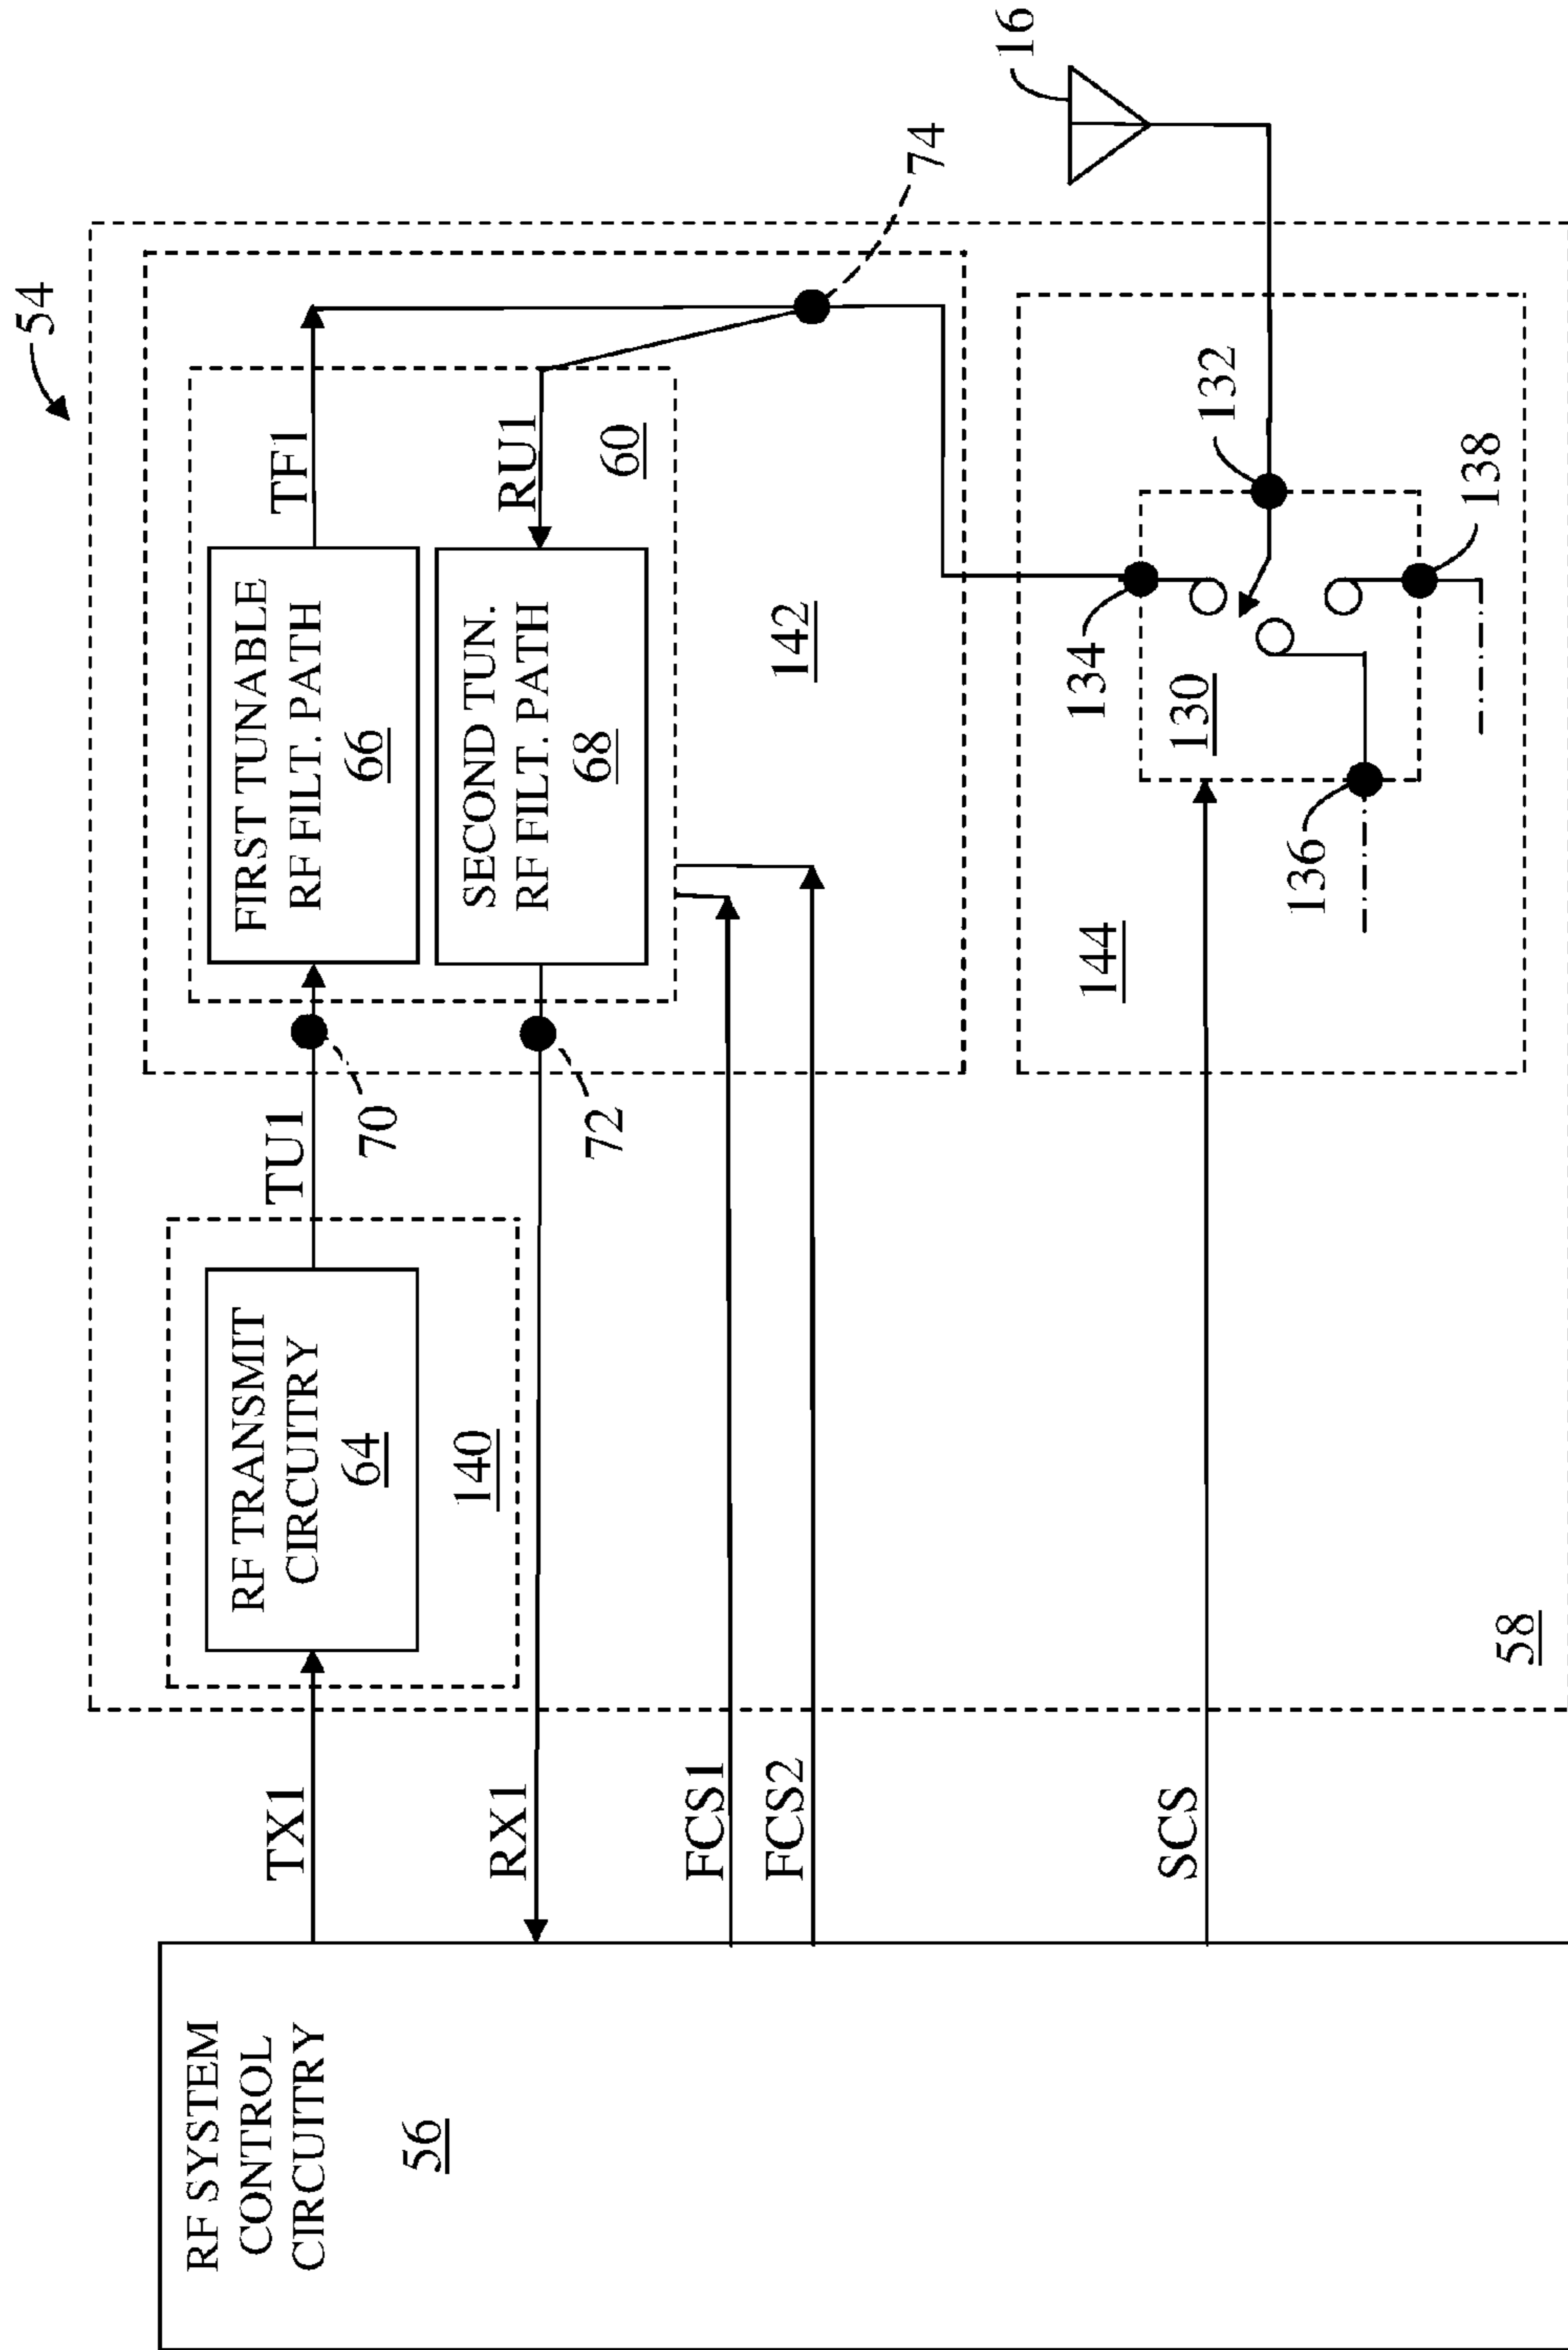 54
RF SYSTEM
CONTROL
CIRCUITRY
56
TX1
RX1
FCS1
FCS2
SCS
RF TRANSMIT
CIRCUITRY
64
140
TU1
70
72
FIRST TUNABLE
RF FILT. PATH
66
SECOND TUN.
RF FILT. PATH
68
TF1
RU1
60
142
74
16
58
144
134
130
132
136
138